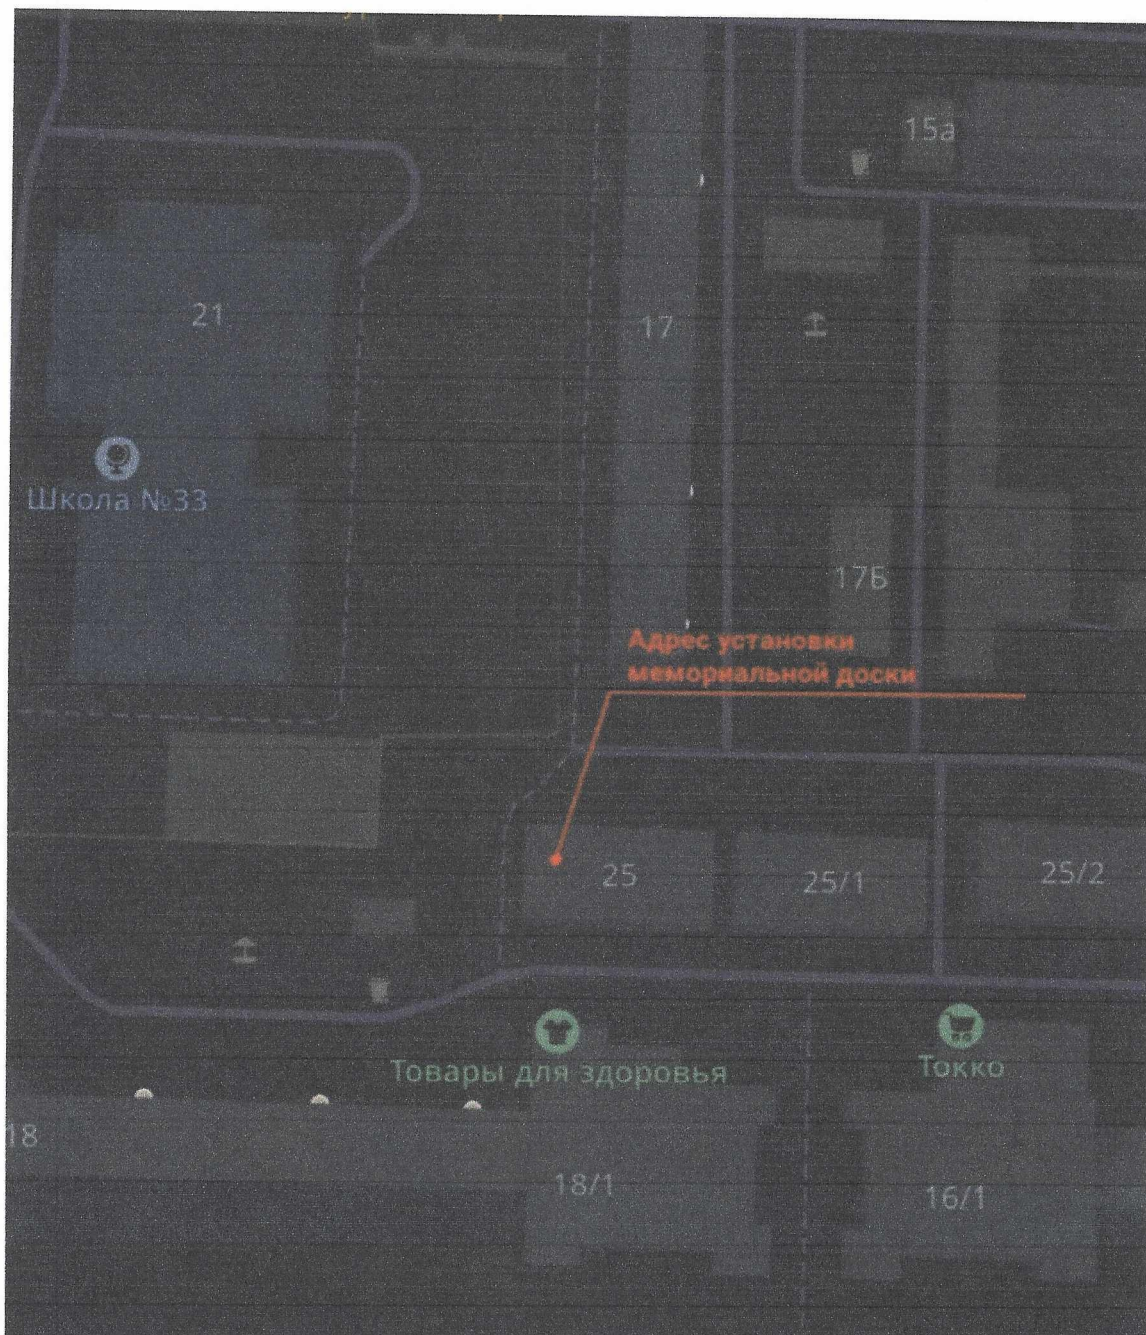 15а
21
17
Школа №33
17Б
Адрес установки
мемориальной доски
25
25/1
25/2
Товары для здоровья
Токко
18
18/1
16/1